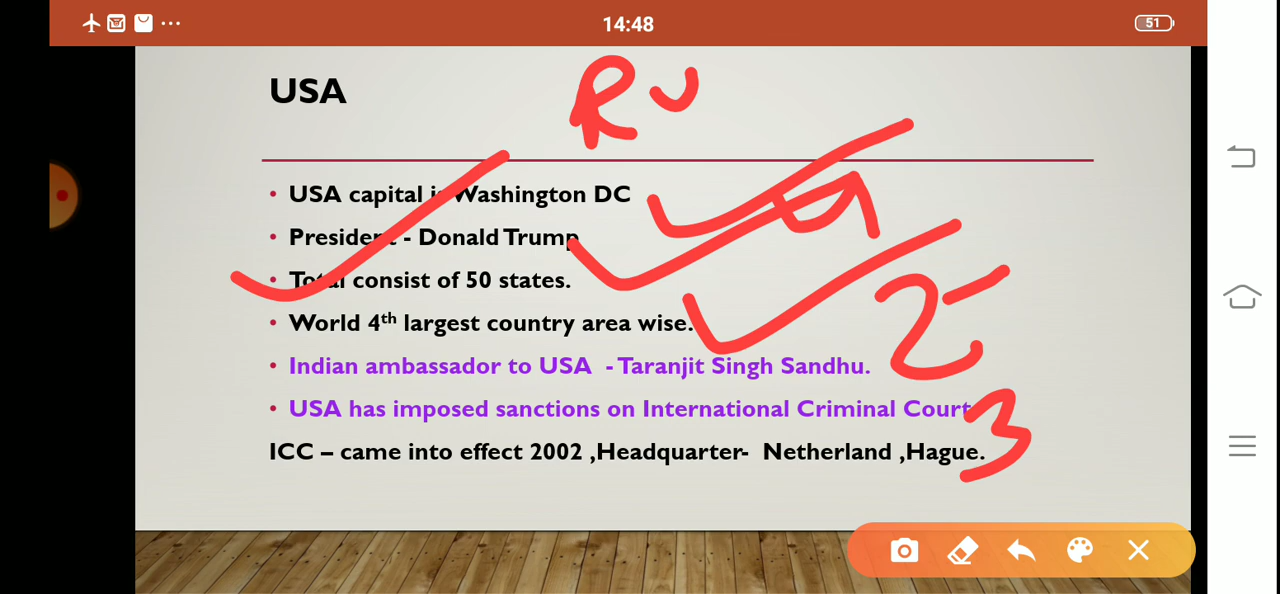 14:48
51
USA
R
• USA capital is Washington DC
• President - Donald Trump
• Total consist of 50 states.
• World 4th largest country area wise.
2
• Indian ambassador to USA - Taranjit Singh Sandhu.
• USA has imposed sanctions on International Criminal Court
3
ICC – came into effect 2002 ,Headquarter- Netherland ,Hague.